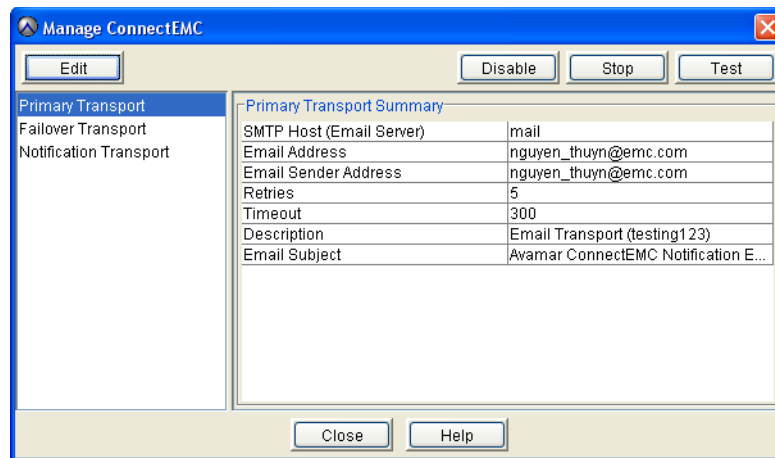 Manage ConnectEMC
Edit Disable Stop Test
Primary Transport
Failover Transport
Notification Transport
Primary Transport Summary
SMTP Host (Email Server) mail
Email Address nguyen_thuyn@emc.com
Email Sender Address nguyen_thuyn@emc.com
Retries 5
Timeout 300
Description Email Transport (testing123)
Email Subject Avamar ConnectEMC Notification E...
Close Help